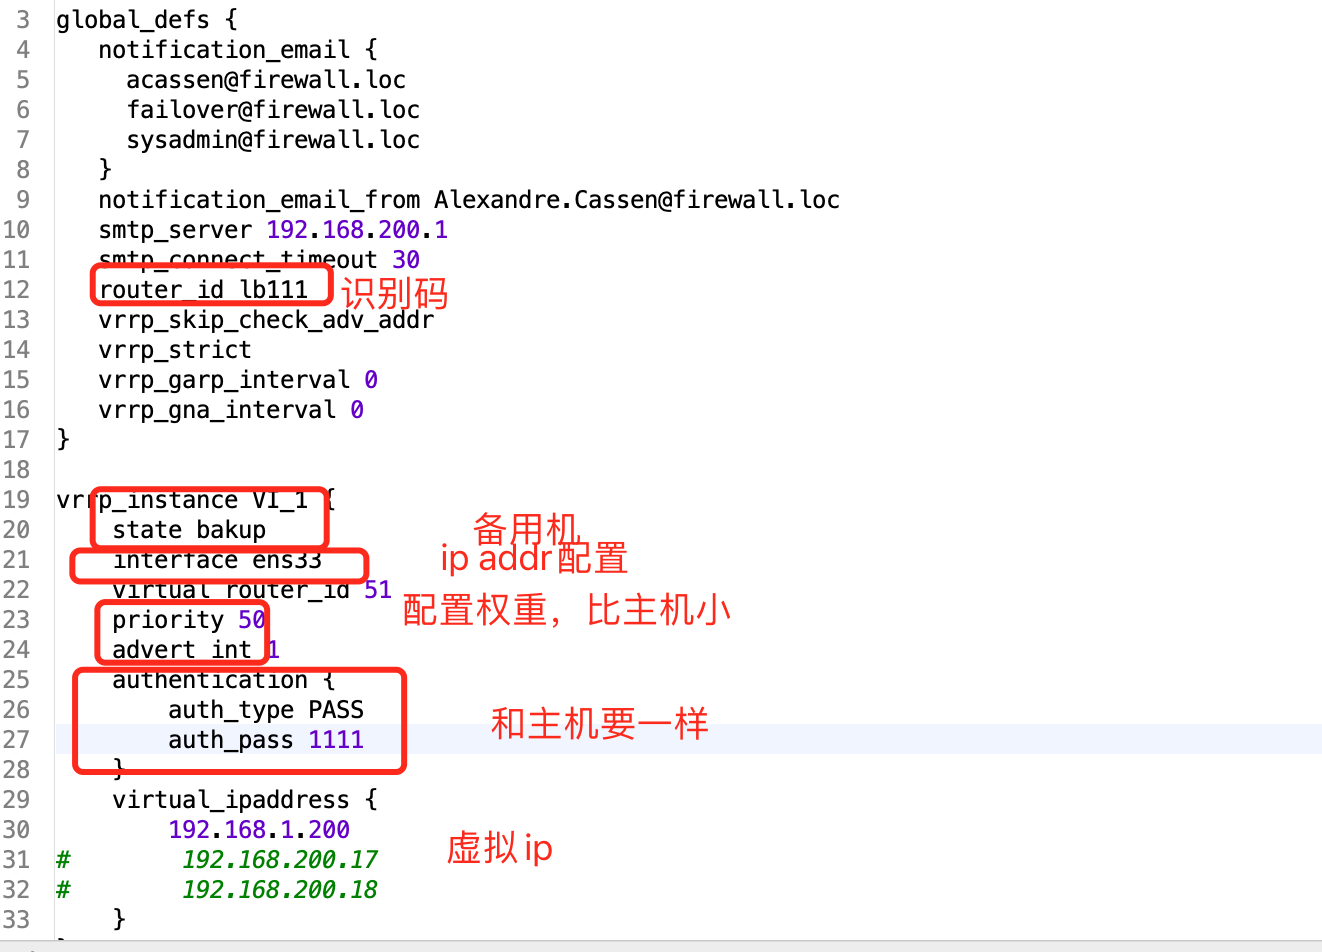 3 global_defs {
4 notification_email {
5 acassen@firewall.loc
6 failover@firewall.loc
7 sysadmin@firewall.loc
8 }
9 notification_email_from Alexandre.Cassen@firewall.loc
10 smtp_server 192.168.200.1
11 smtp_connect_timeout 30
12 router_id lb111 识别码
13 vrrp_skip_check_adv_addr
14 vrrp_strict
15 vrrp_garp_interval 0
16 vrrp_gna_interval 0
17 }
18
19 vrrp_instance VI_1 {
20 state bakup 备用机
21 interface ens33 ip addr配置
22 virtual_router_id 51
23 priority 50 配置权重，比主机小
24 advert_int 1
25 authentication {
26 auth_type PASS 和主机要一样
27 auth_pass 1111
28 }
29 virtual_ipaddress {
30 192.168.1.200 虚拟ip
31 # 192.168.200.17
32 # 192.168.200.18
33 }